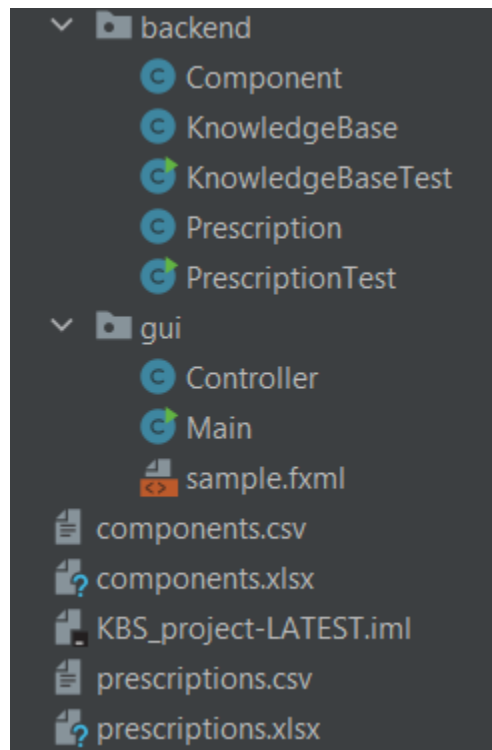 backend
Component
KnowledgeBase
KnowledgeBaseTest
Prescription
PrescriptionTest
gui
Controller
Main
sample.fxml
components.csv
components.xlsx
KBS_project-LATEST.iml
prescriptions.csv
prescriptions.xlsx